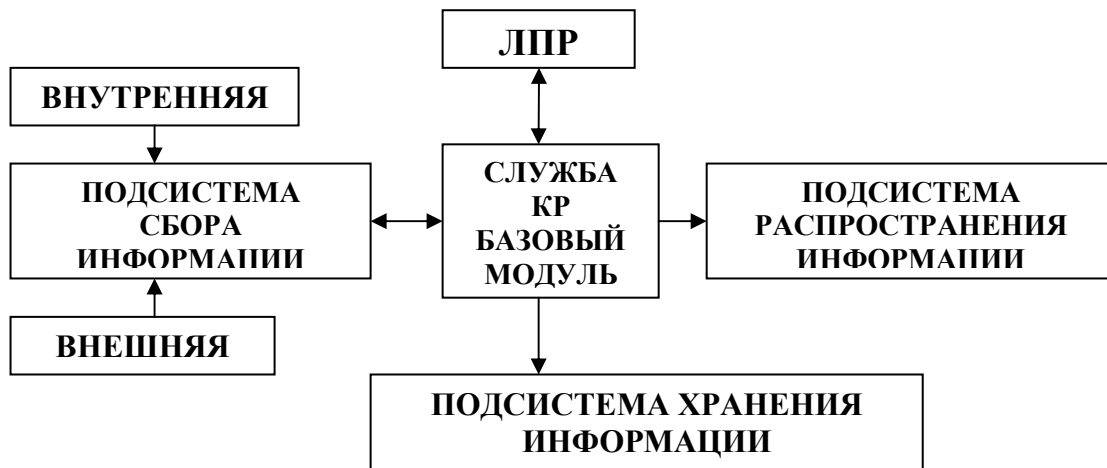 ЛПР
ВНУТРЕННЯЯ
ПОДСИСТЕМА
СБОРА
ИНФОРМАЦИИ
СЛУЖБА
КР
БАЗОВЫЙ
МОДУЛЬ
ПОДСИСТЕМА
РАСПРОСТРАНЕНИЯ
ИНФОРМАЦИИ
ВНЕШНЯЯ
ПОДСИСТЕМА ХРАНЕНИЯ
ИНФОРМАЦИИ